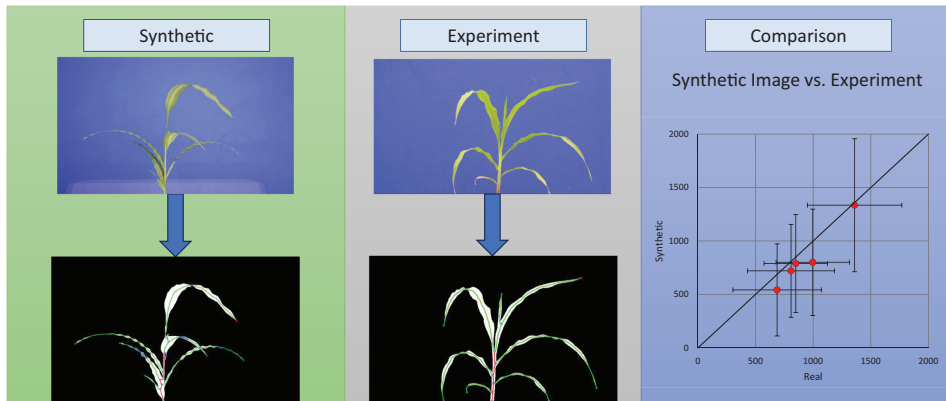 Synthetic
Experiment
Comparison
Synthetic Image vs. Experiment
2000
1500
1000
500
0
Synthetic
0
500
1000
1500
2000
Real